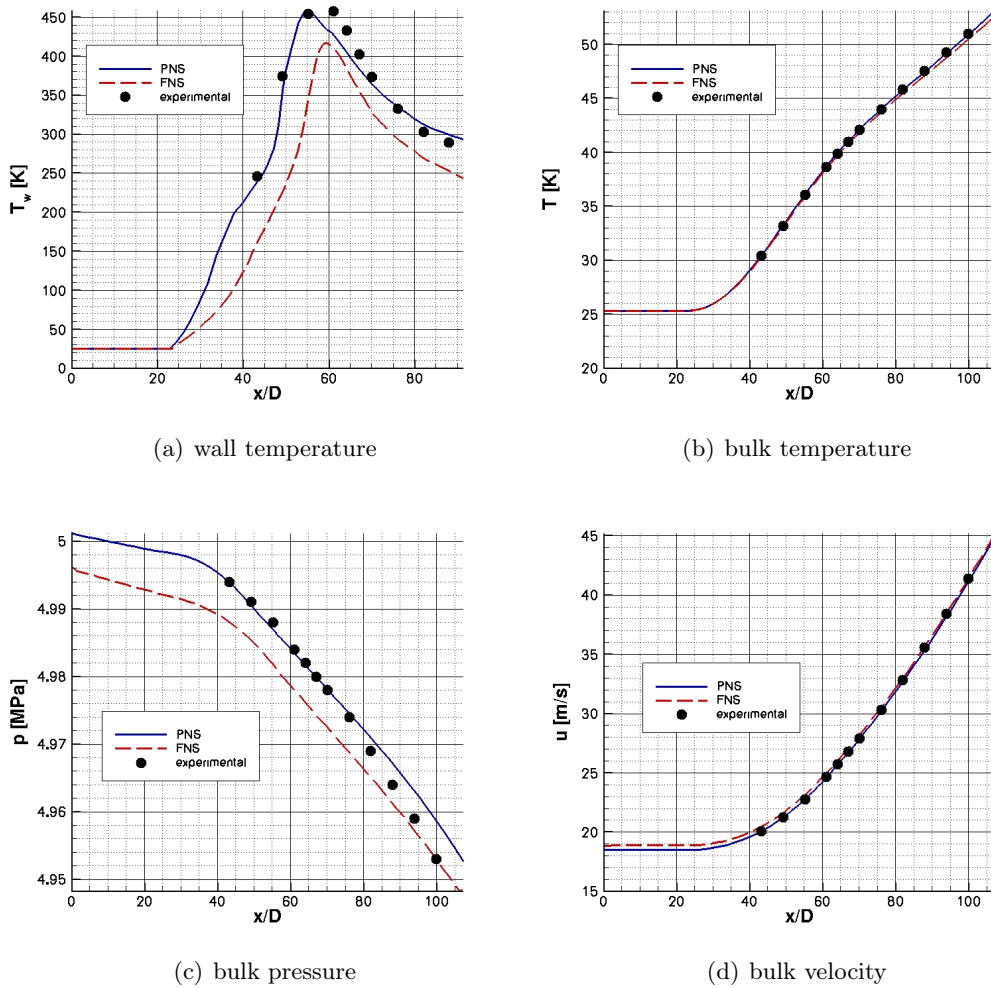 450
400
350
300
250
200
150
100
50
0
T_w [K]
PNS
FNS
experimental
0 20 40 60 80
x/D
(a) wall temperature
50
45
40
35
30
25
20
T [K]
PNS
FNS
experimental
0 20 40 60 80 100
x/D
(b) bulk temperature
5
4.99
4.98
4.97
4.96
4.95
p [MPa]
PNS
FNS
experimental
0 20 40 60 80 100
x/D
(c) bulk pressure
45
40
35
30
25
20
15
u [m/s]
PNS
FNS
experimental
0 20 40 60 80 100
x/D
(d) bulk velocity